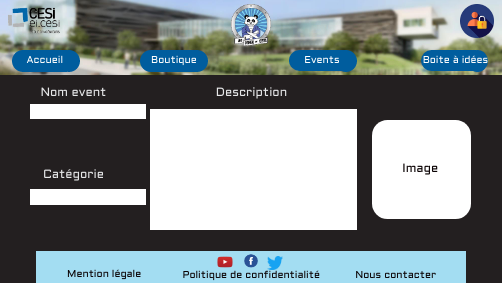 CESi
ei.cesi
Accueil
Boutique
Events
Boite à idées
Nom event
Description
Catégorie
Image
Mention légale
Politique de confidentialité
Nous contacter